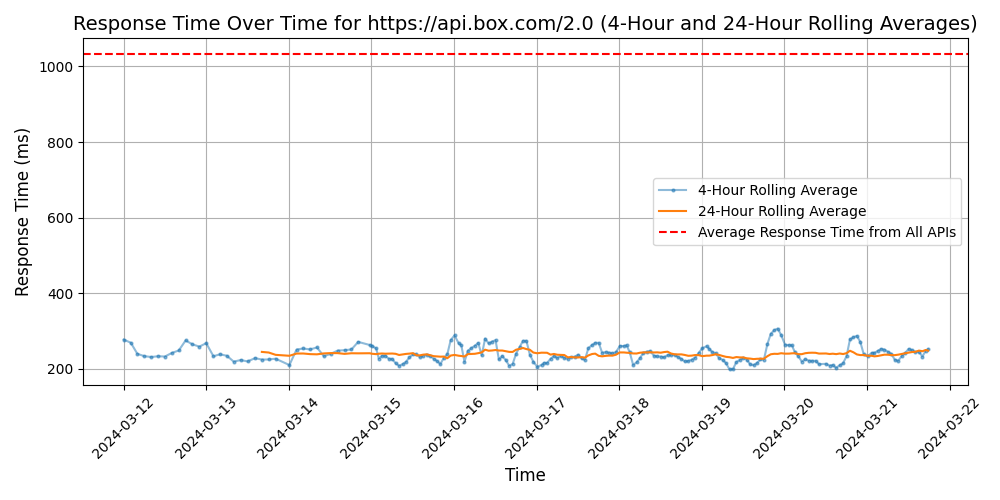 Response Time Over Time for https://api.box.com/2.0 (4-Hour and 24-Hour Rolling Averages)
Response Time (ms)
1000
800
600
400
200
4-Hour Rolling Average
24-Hour Rolling Average
Average Response Time from All APIs
2024-03-12
2024-03-13
2024-03-14
2024-03-15
2024-03-16
2024-03-17
2024-03-18
2024-03-19
2024-03-20
2024-03-21
2024-03-22
Time